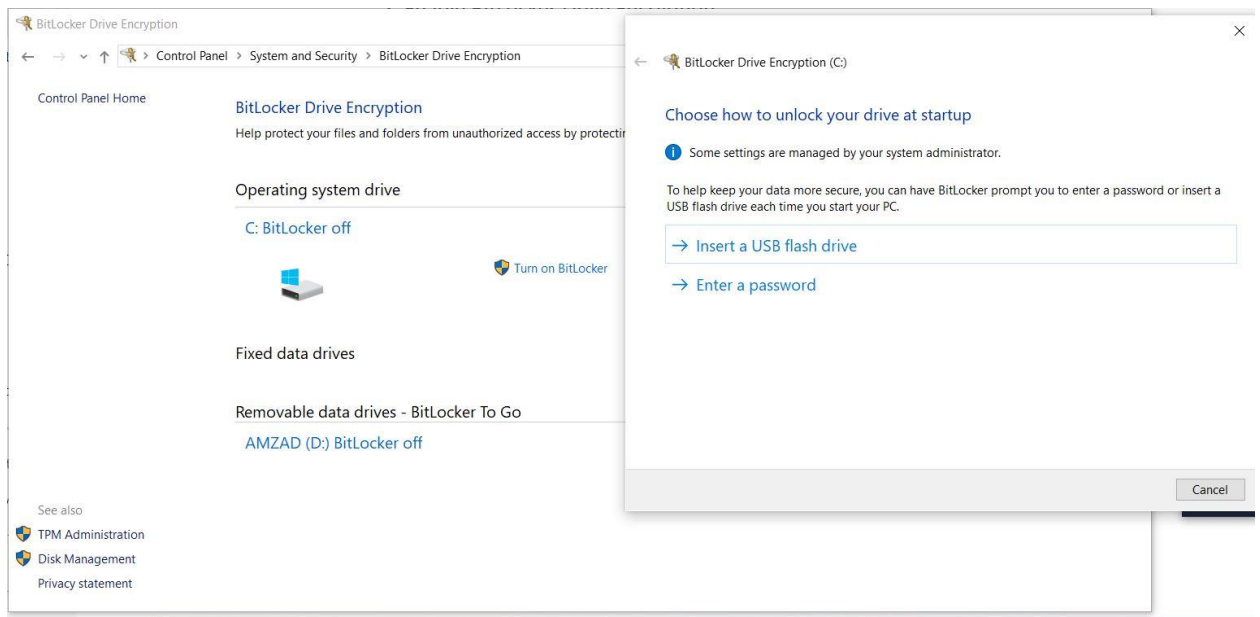 BitLocker Drive Encryption
Control Panel > System and Security > BitLocker Drive Encryption
Control Panel Home
BitLocker Drive Encryption
Help protect your files and folders from unauthorized access by
Operating system drive
C: BitLocker off
Turn on BitLocker
Fixed data drives
Removable data drives - BitLocker To Go
AMZAD (D:) BitLocker off
See also
TPM Administration
Disk Management
Privacy statement
BitLocker Drive Encryption (C:)
Choose how to unlock your drive at startup
Some settings are managed by your system administrator.
To help keep your data more secure, you can have BitLocker prompt you to enter a password or insert a
USB flash drive each time you start your PC.
Insert a USB flash drive
Enter a password
Cancel